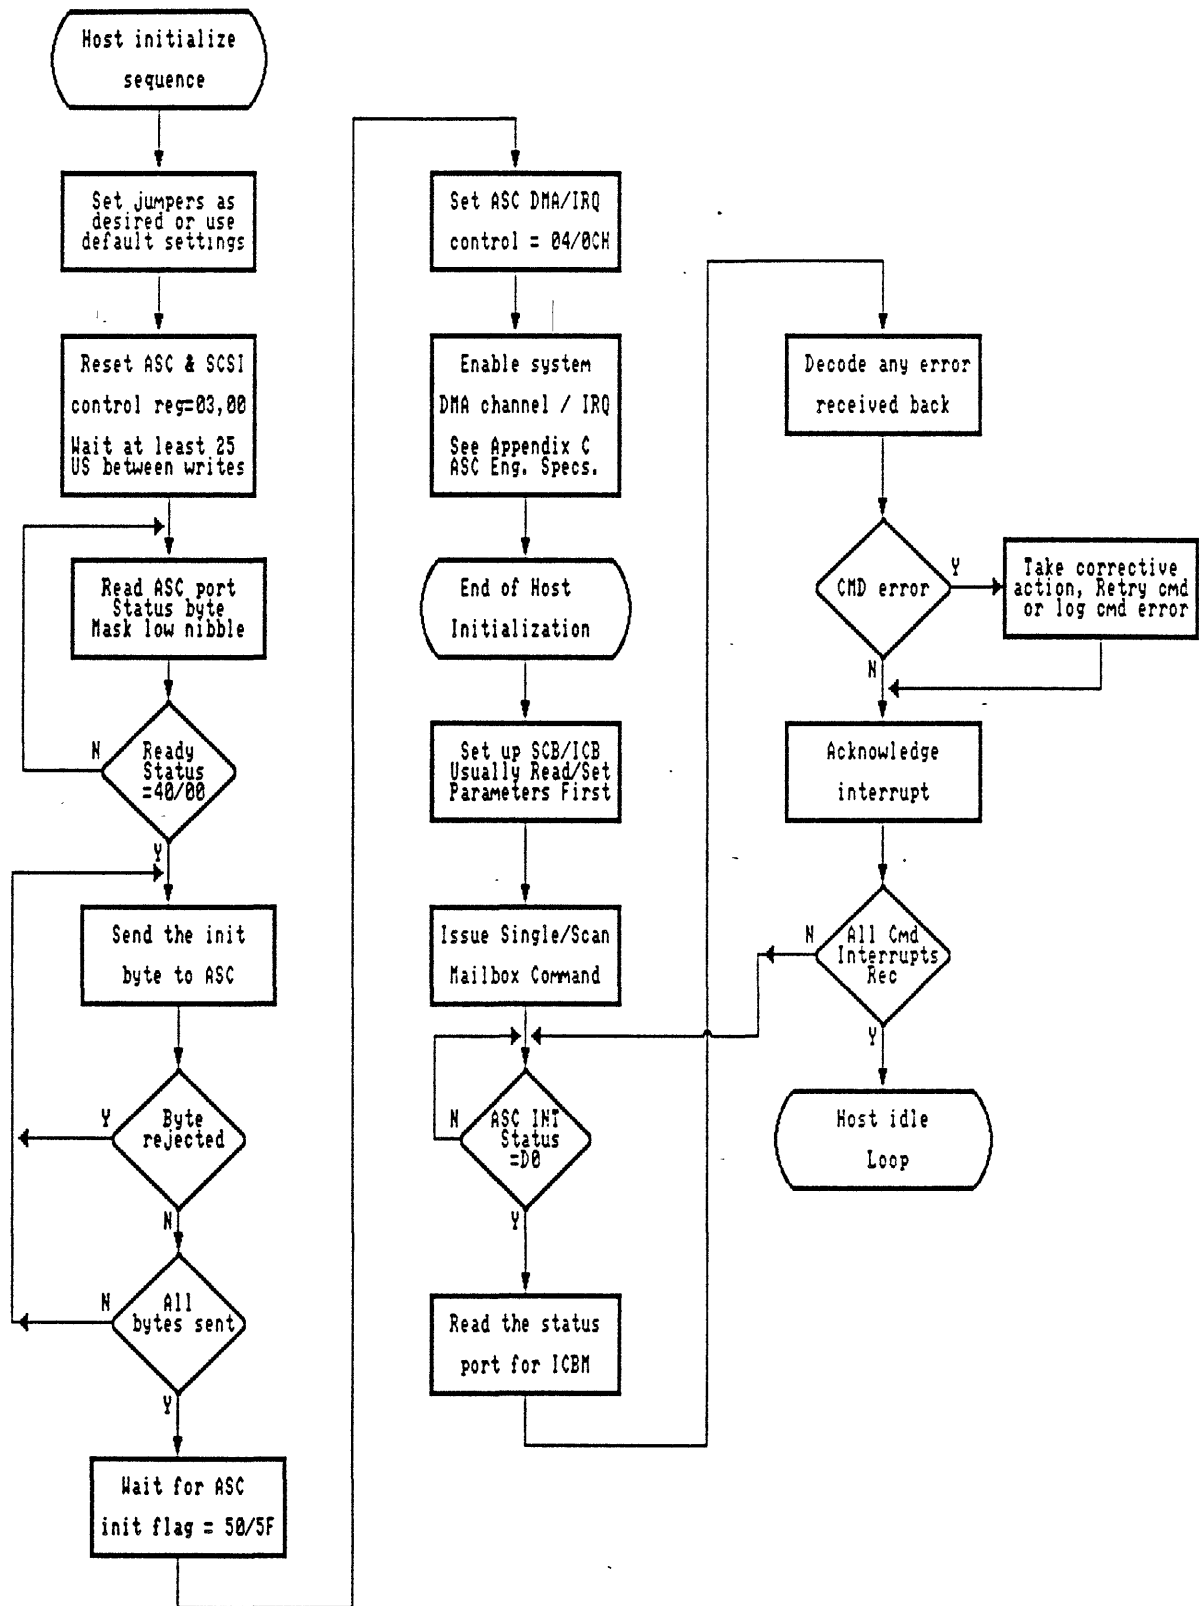 Host initialize
sequence
Set jumpers as
desired or use
default settings
Reset ASC & SCSI
control reg=03,00
Wait at least 25
US between writes
Read ASC port
Status byte
Mask low nibble
N
Ready
Status
=40/00
Y
Send the init
byte to ASC
Y
Byte
rejected
N
N
All
bytes sent
Y
Wait for ASC
init flag = 50/5F
Set ASC DMA/IRQ
control = 04/0CH
Enable system
DMA channel / IRQ
See Appendix C
ASC Eng. Specs.
End of Host
Initialization
Set up SCB/ICB
Usually Read/Set
Parameters First
Issue Single/Scan
Mailbox Command
N
ASC INT
Status
=D0
Y
Read the status
port for ICBM
Decode any error
received back
CMD error
Y
Take corrective
action, Retry cmd
or log cmd error
N
Acknowledge
interrupt
N
All Cmd
Interrupts
Rec
Y
Host idle
Loop